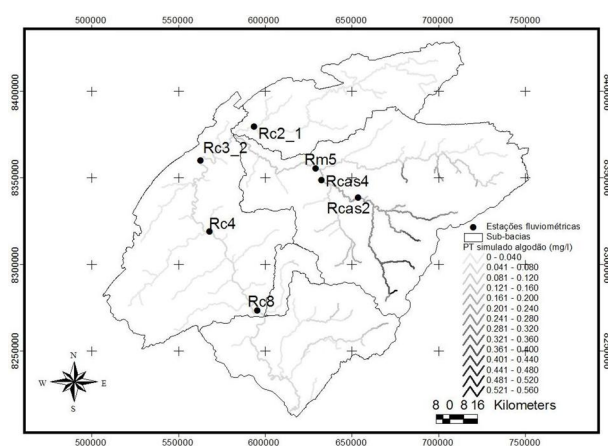 500000 550000 600000 650000 700000 750000
8400000 8400000
Rc2_1
Rc3_2
Rm5
8350000 8350000
Rcas4
Rcas2
Rc4
Estações fluviométricas
Sub-bacias
PT simulado algodão (mg/l)
0 - 0.040
0.041 - 0.080
0.081 - 0.120
0.121 - 0.160
0.161 - 0.200
0.201 - 0.240
0.241 - 0.280
0.281 - 0.320
0.321 - 0.360
0.361 - 0.400
0.401 - 0.440
0.441 - 0.480
0.481 - 0.520
0.521 - 0.560
8300000 8300000
Rc8
8250000 8250000
N
W E
S
8 0 8 16 Kilometers
500000 550000 600000 650000 700000 750000